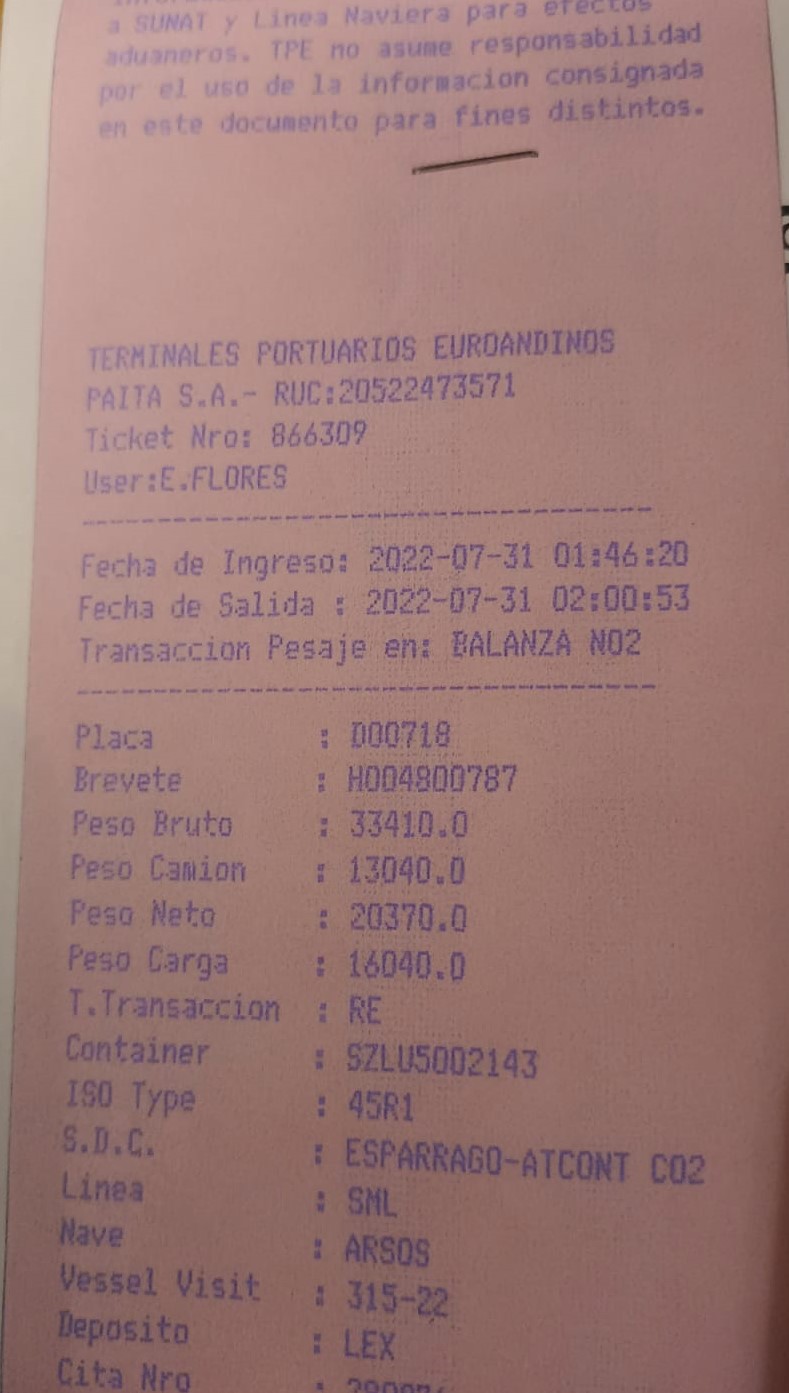 a SUNAT y Linea Naviera para efectos
aduaneros. TPE no asume responsabilidad
por el uso de la informacion consignada
en este documento para fines distintos.
TERMINALES PORTUARIOS EUROANDINOS
PAITA S.A.- RUC:20522473571
Ticket Nro: 866309
User:E.FLORES
--------------------------------
Fecha de Ingreso: 2022-07-31 01:46:20
Fecha de Salida : 2022-07-31 02:00:53
Transaccion Pesaje en: BALANZA NO2
--------------------------------
Placa : D00718
Brevete : H004800787
Peso Bruto : 33410.0
Peso Camion : 13040.0
Peso Neto : 20370.0
Peso Carga : 16040.0
T.Transaccion : RE
Container : SZLU5002143
ISO Type : 45R1
S.D.C. : ESPARRAGO-ATCONT CO2
Linea : SML
Nave : ARSOS
Vessel Visit : 315-22
Deposito : LEX
Cita Nro :